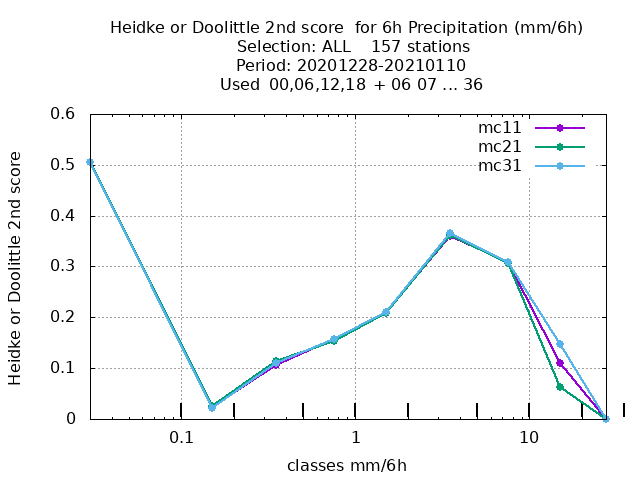 Heidke or Doolittle 2nd score  for 6h Precipitation (mm/6h)
Selection: ALL    157 stations
Period: 20201228-20210110
Used  00,06,12,18  + 06 07 ... 36
mc11
mc21
mc31
Heidke or Doolittle 2nd score
0.6
0.5
0.4
0.3
0.2
0.1
0
0.1
1
10
classes mm/6h